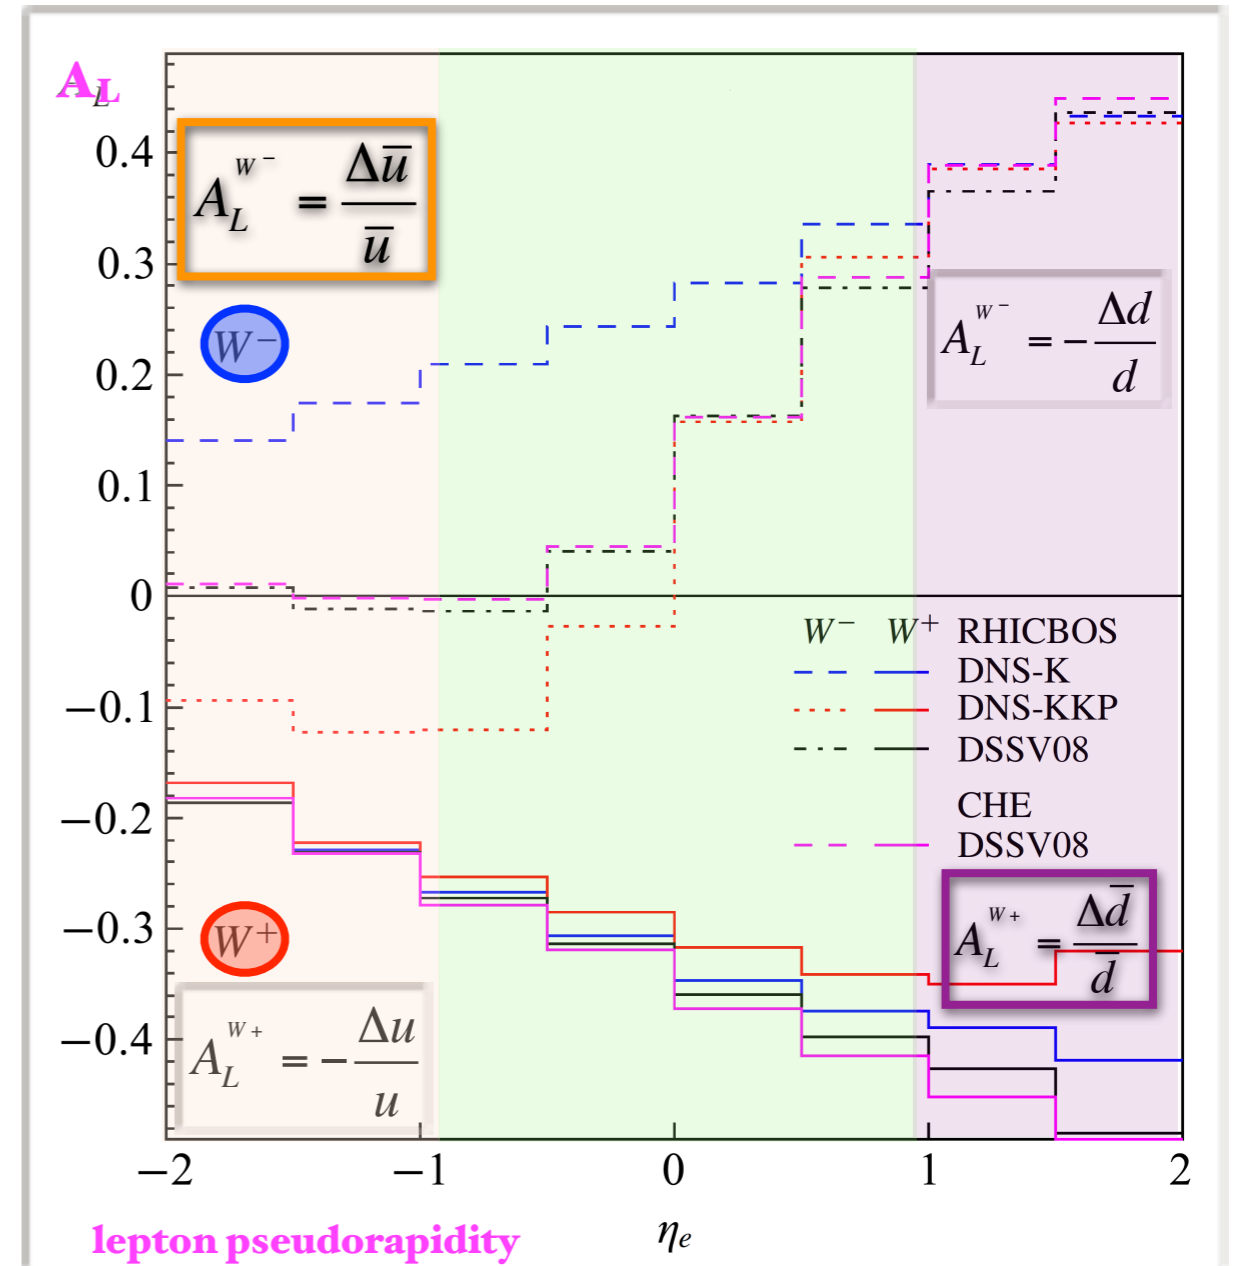 A_L
0.4
0.3
0.2
0.1
0
−0.1
−0.2
−0.3
−0.4
A_L^{W−} = Δū / ū
W−
A_L^{W−} = − Δd / d
W− W+ RHICBOS
DNS-K
DNS-KKP
DSSV08
CHE
DSSV08
A_L^{W+} = Δd̄ / d̄
W+
A_L^{W+} = − Δu / u
−2 −1 0 1 2
lepton pseudorapidity η_e